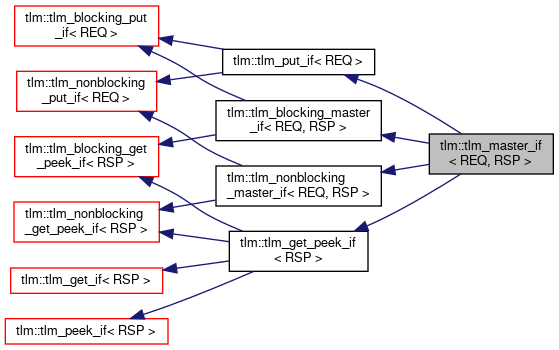 tlm::tlm_blocking_put
_if< REQ >
tlm::tlm_nonblocking
_put_if< REQ >
tlm::tlm_blocking_get
_peek_if< RSP >
tlm::tlm_nonblocking
_get_peek_if< RSP >
tlm::tlm_get_if< RSP >
tlm::tlm_peek_if< RSP >
tlm::tlm_put_if< REQ >
tlm::tlm_blocking_master
_if< REQ, RSP >
tlm::tlm_nonblocking
_master_if< REQ, RSP >
tlm::tlm_get_peek_if
< RSP >
tlm::tlm_master_if
< REQ, RSP >